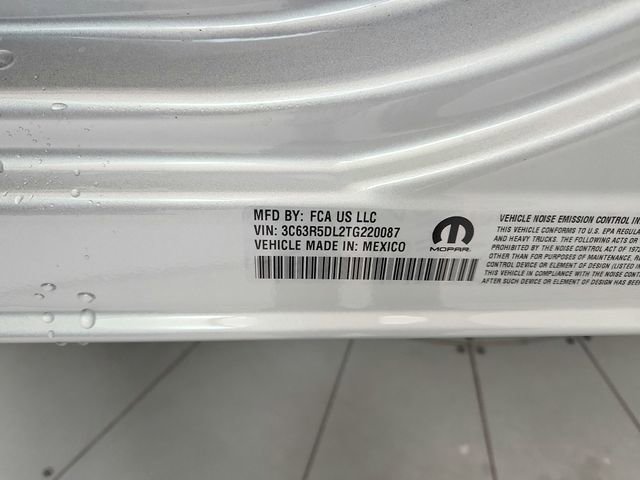 MFD BY: FCA US LLC
VIN: 3C63R5DL2TG220087
VEHICLE MADE IN: MEXICO
MOPAR
VEHICLE NOISE EMISSION CONTROL IN
THIS VEHICLE CONFORMS TO U.S. EPA REGULA
AND HEAVY TRUCKS. THE FOLLOWING ACTS OR
PROHIBITED BY THE NOISE CONTROL ACT OF 1972
OTHER THAN FOR PURPOSES OF MAINTENANCE, RE
CONTROL DEVICE OR ELEMENT OF DESIGN (LISTED IN
THIS VEHICLE IN COMPLIANCE WITH THE NOISE CONT
AFTER SUCH DEVICE OR ELEMENT OF DESIGN HAS BEEN